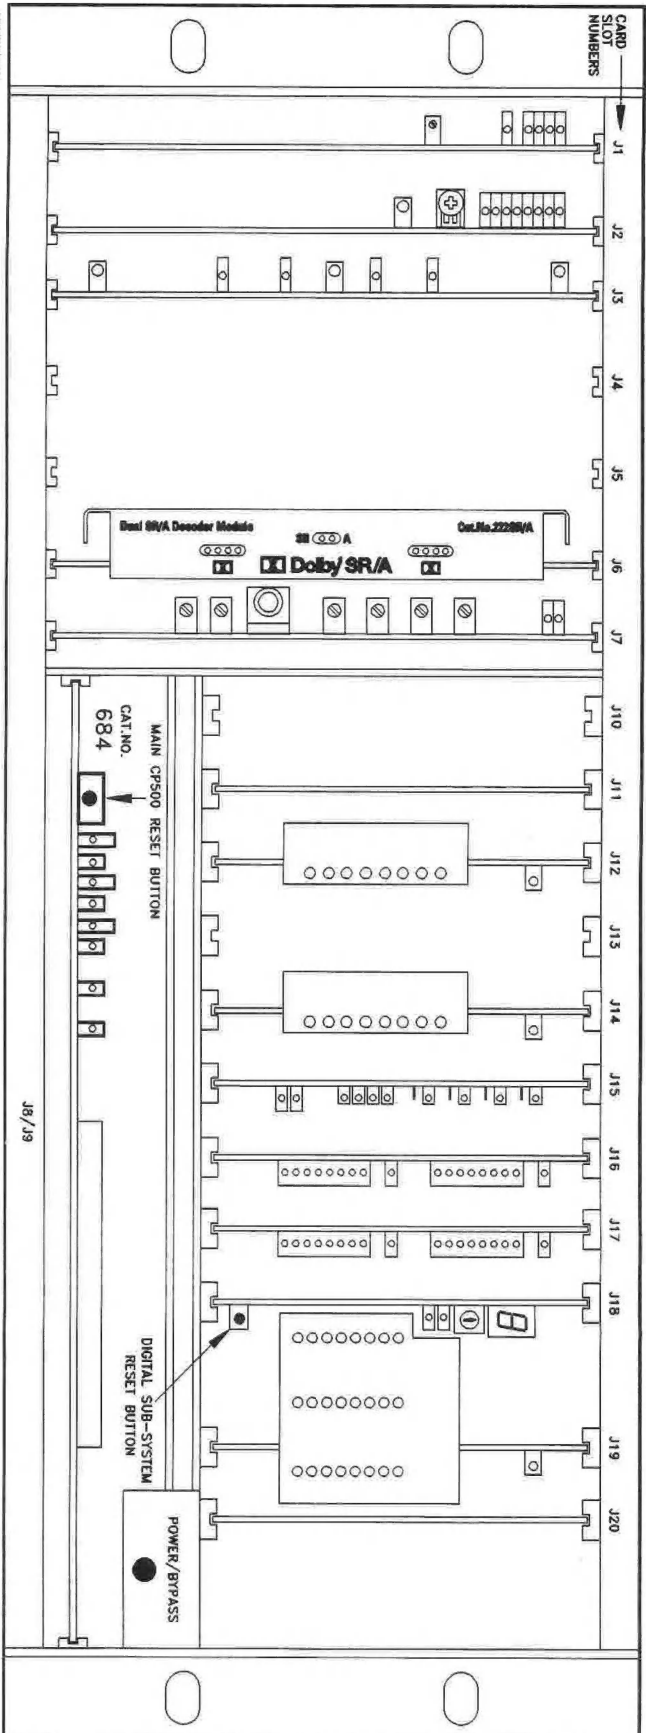 CARD
SLOT
NUMBERS
J1
J2
J3
J4
J5
J6
J7
J10
J11
J12
J13
J14
J15
J16
J17
J18
J19
J20
Dual SR/A Decoder Module
SR A
Cat.No.222SR/A
Dolby SR/A
CAT.NO.
684
MAIN CP500 RESET BUTTON
DIGITAL SUB-SYSTEM
RESET BUTTON
POWER/BYPASS
J8/J9
8